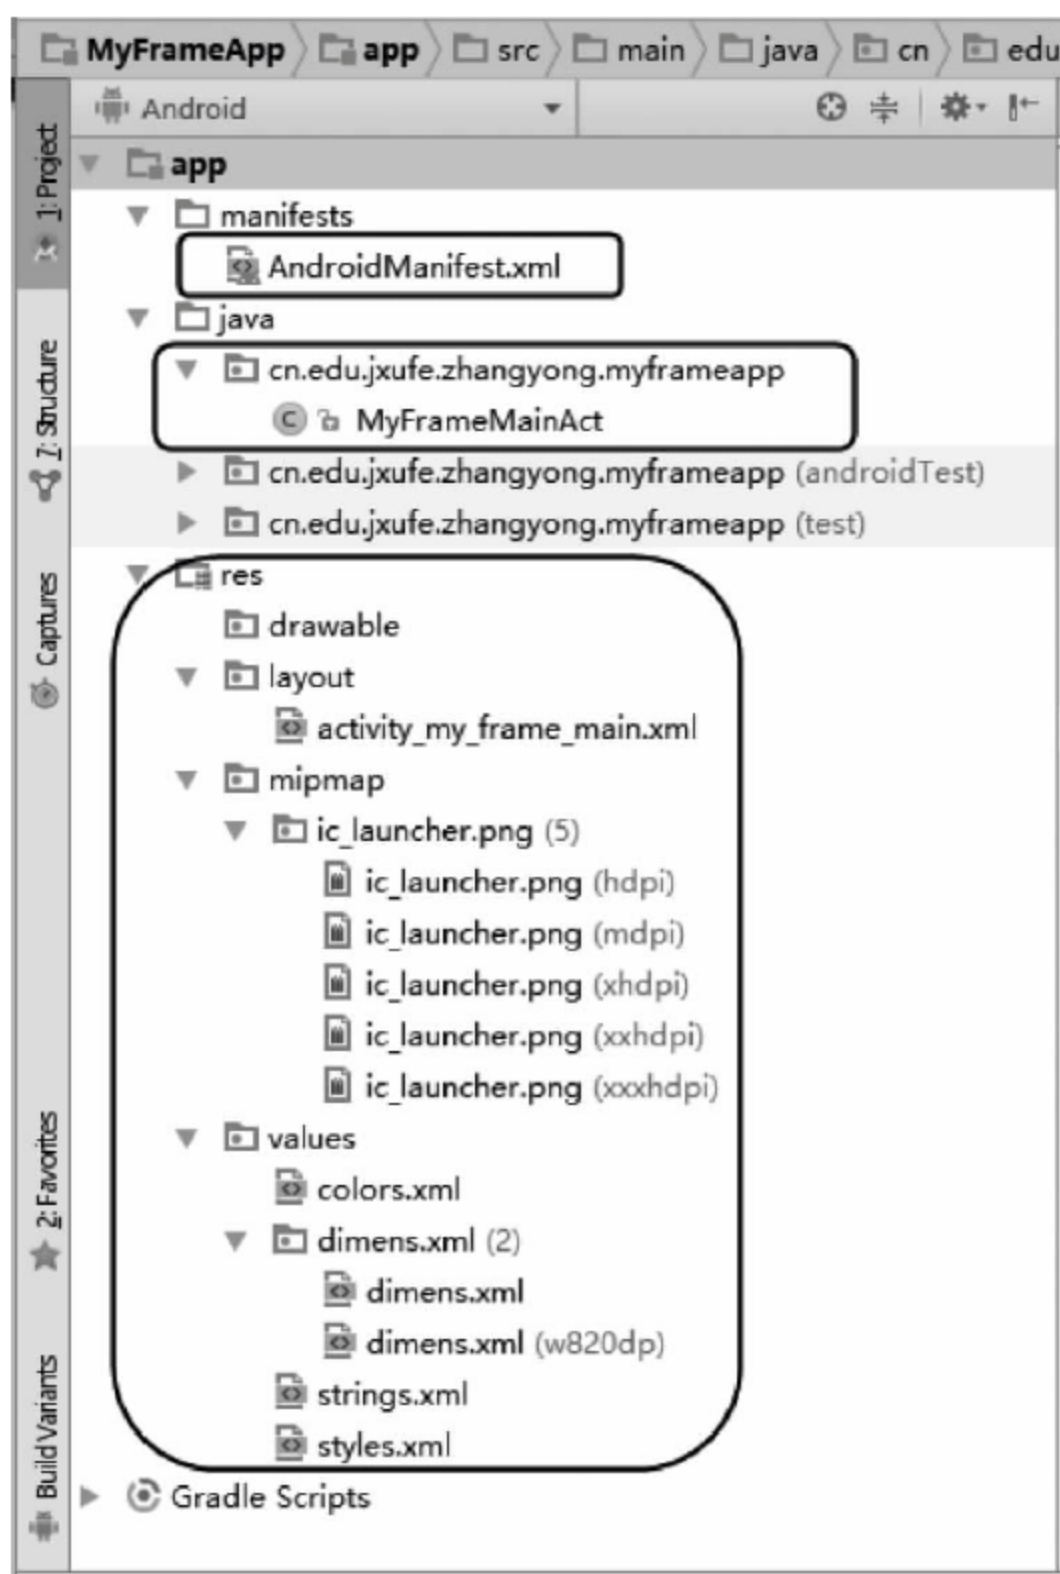 MyFrameApp app src main java cn edu
Android
1: Project
app
manifests
AndroidManifest.xml
java
cn.edu.jxufe.zhangyong.myframeapp
MyFrameMainAct
cn.edu.jxufe.zhangyong.myframeapp (androidTest)
cn.edu.jxufe.zhangyong.myframeapp (test)
7: Structure
res
drawable
layout
activity_my_frame_main.xml
Captures
mipmap
ic_launcher.png (5)
ic_launcher.png (hdpi)
ic_launcher.png (mdpi)
ic_launcher.png (xhdpi)
ic_launcher.png (xxhdpi)
ic_launcher.png (xxxhdpi)
values
colors.xml
2: Favorites
dimens.xml (2)
dimens.xml
dimens.xml (w820dp)
strings.xml
styles.xml
Build Variants
Gradle Scripts